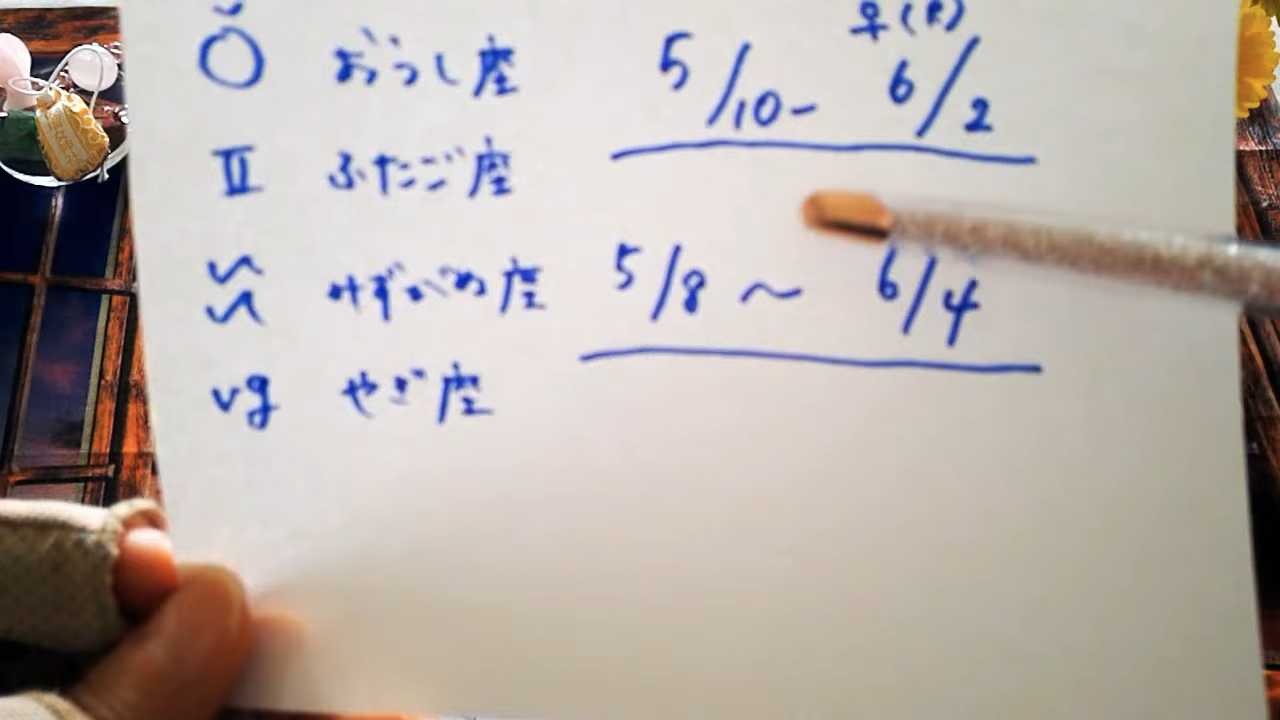 ♀(R)
♉ おうし座 5/10- 6/2
Ⅱ ふたご座
♒ みずがめ座 5/8 ~ 6/4
vg やぎ座